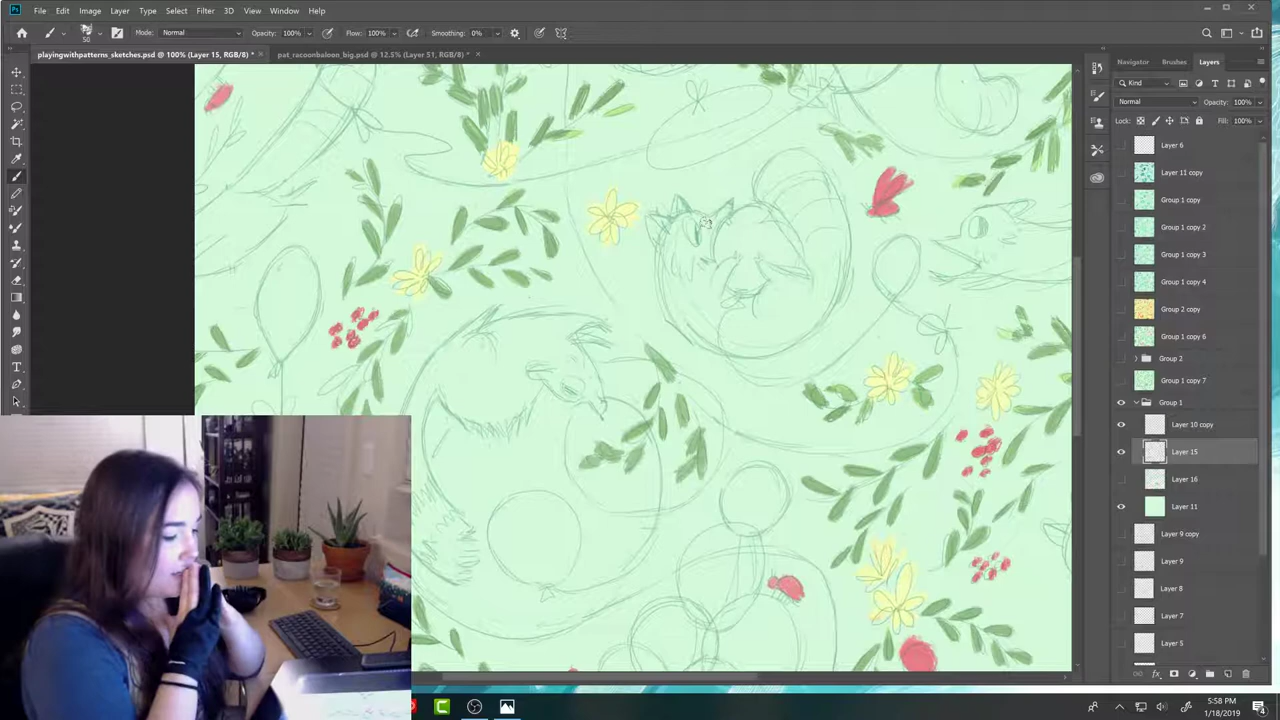 File Edit Image Layer Type Select Filter 3D View Window Help
50 Mode: Normal Opacity: 100% Flow: 100% Smoothing: 0%
playingwithpatterns_sketches.psd @ 100% (Layer 15, RGB/8) * × pat_racoonbaloon_big.psd @ 12.5% (Layer 51, RGB/8) * ×
Navigator Brushes Layers
Kind
Normal Opacity: 100%
Lock: Fill: 100%
Layer 6
Layer 11 copy
Group 1 copy
Group 1 copy 2
Group 1 copy 3
Group 1 copy 4
Group 2 copy
Group 1 copy 6
Group 2
Group 1 copy 7
Group 1
Layer 10 copy
Layer 15
Layer 16
Layer 11
Layer 9 copy
Layer 9
Layer 8
Layer 7
Layer 5
fx
5:58 PM
1/18/2019
4